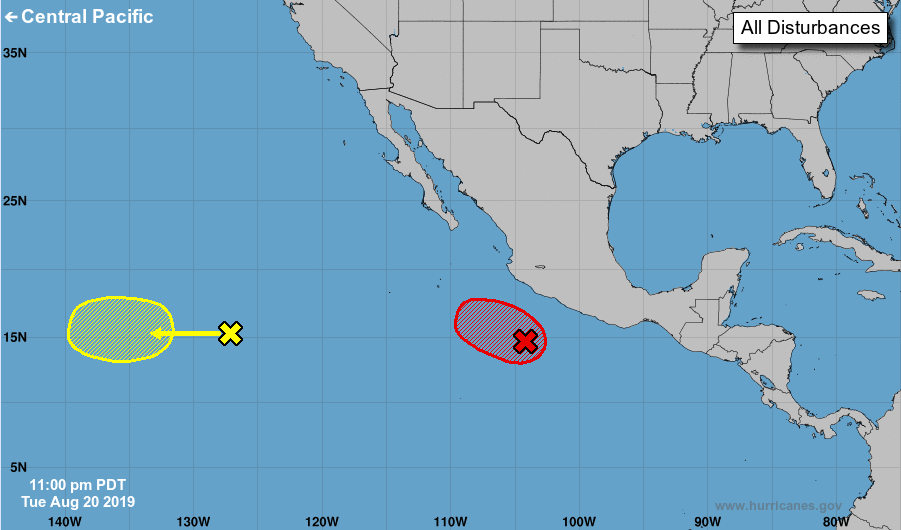 ← Central Pacific
All Disturbances
35N
25N
15N
5N
11:00 pm PDT
Tue Aug 20 2019
www.hurricanes.gov
140W 130W 120W 110W 100W 90W 80W